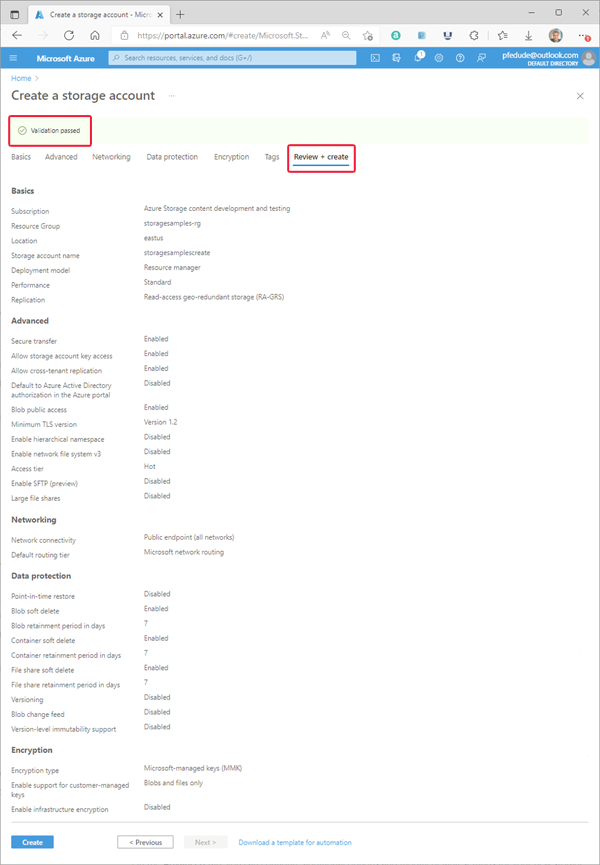 Create a storage account - Micros
https://portal.azure.com/#create/Microsoft.St...
Microsoft Azure
Search resources, services, and docs (G+/)
1
pfedude@outlook.com
DEFAULT DIRECTORY
Home
Create a storage account
...
Validation passed
Basics Advanced Networking Data protection Encryption Tags Review + create
Basics
Subscription Azure Storage content development and testing
Resource Group storagesamples-rg
Location eastus
Storage account name storagesamplescreate
Deployment model Resource manager
Performance Standard
Replication Read-access geo-redundant storage (RA-GRS)
Advanced
Secure transfer Enabled
Allow storage account key access Enabled
Allow cross-tenant replication Enabled
Default to Azure Active Directory Disabled
authorization in the Azure portal
Blob public access Enabled
Minimum TLS version Version 1.2
Enable hierarchical namespace Disabled
Enable network file system v3 Disabled
Access tier Hot
Enable SFTP (preview) Disabled
Large file shares Disabled
Networking
Network connectivity Public endpoint (all networks)
Default routing tier Microsoft network routing
Data protection
Point-in-time restore Disabled
Blob soft delete Enabled
Blob retainment period in days 7
Container soft delete Enabled
Container retainment period in days 7
File share soft delete Enabled
File share retainment period in days 7
Versioning Disabled
Blob change feed Disabled
Version-level immutability support Disabled
Encryption
Encryption type Microsoft-managed keys (MMK)
Enable support for customer-managed Blobs and files only
keys
Enable infrastructure encryption Disabled
Create < Previous Next > Download a template for automation